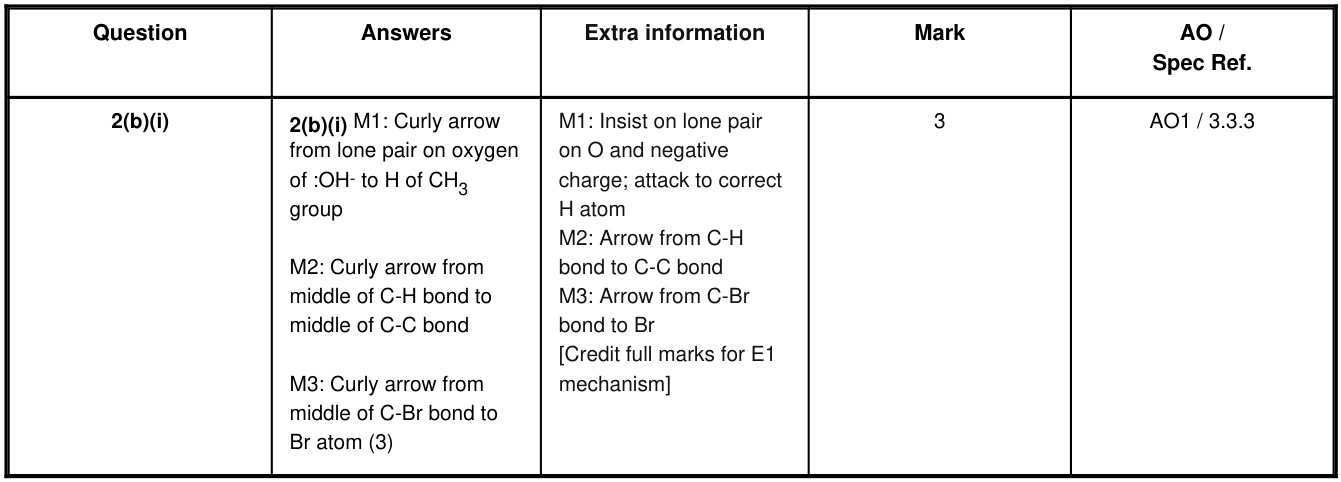 Question
Answers
Extra information
Mark
AO /
Spec Ref.
2(b)(i)
2(b)(i) M1: Curly arrow
from lone pair on oxygen
of :OH- to H of CH3
group
M2: Curly arrow from
middle of C-H bond to
middle of C-C bond
M3: Curly arrow from
middle of C-Br bond to
Br atom (3)
M1: Insist on lone pair
on O and negative
charge; attack to correct
H atom
M2: Arrow from C-H
bond to C-C bond
M3: Arrow from C-Br
bond to Br
[Credit full marks for E1
mechanism]
3
AO1 / 3.3.3